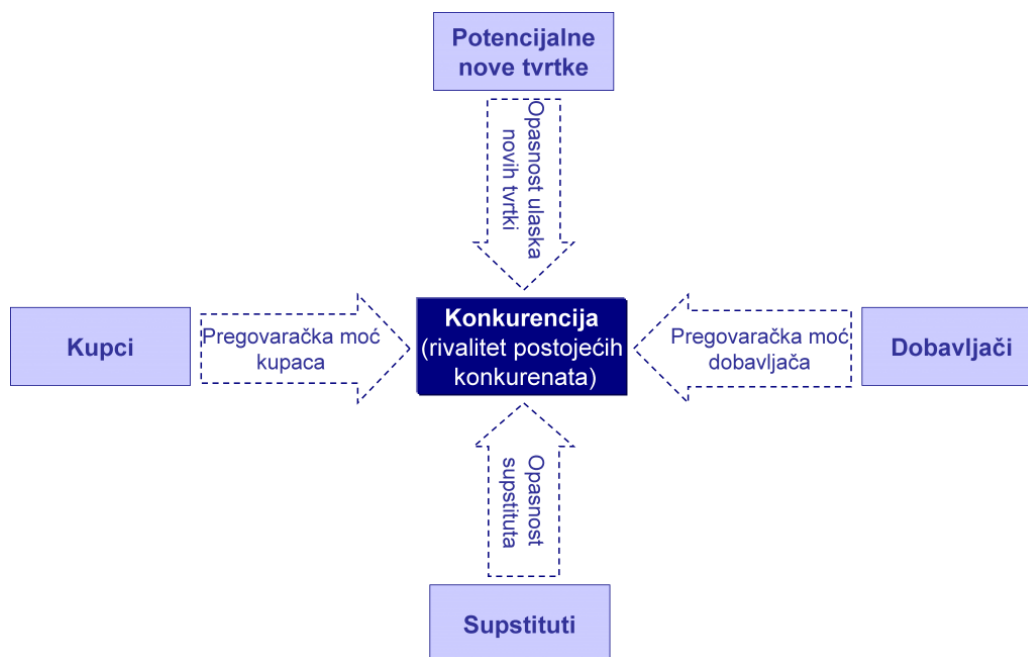 Potencijalne
nove tvrtke
Opasnost ulaska
novih tvrtki
Kupci
Pregovaračka moć
kupaca
Konkurencija
(rivalitet postojećih
konkurenata)
Pregovaračka moć
dobavljača
Dobavljači
Opasnost
supstituta
Supstituti